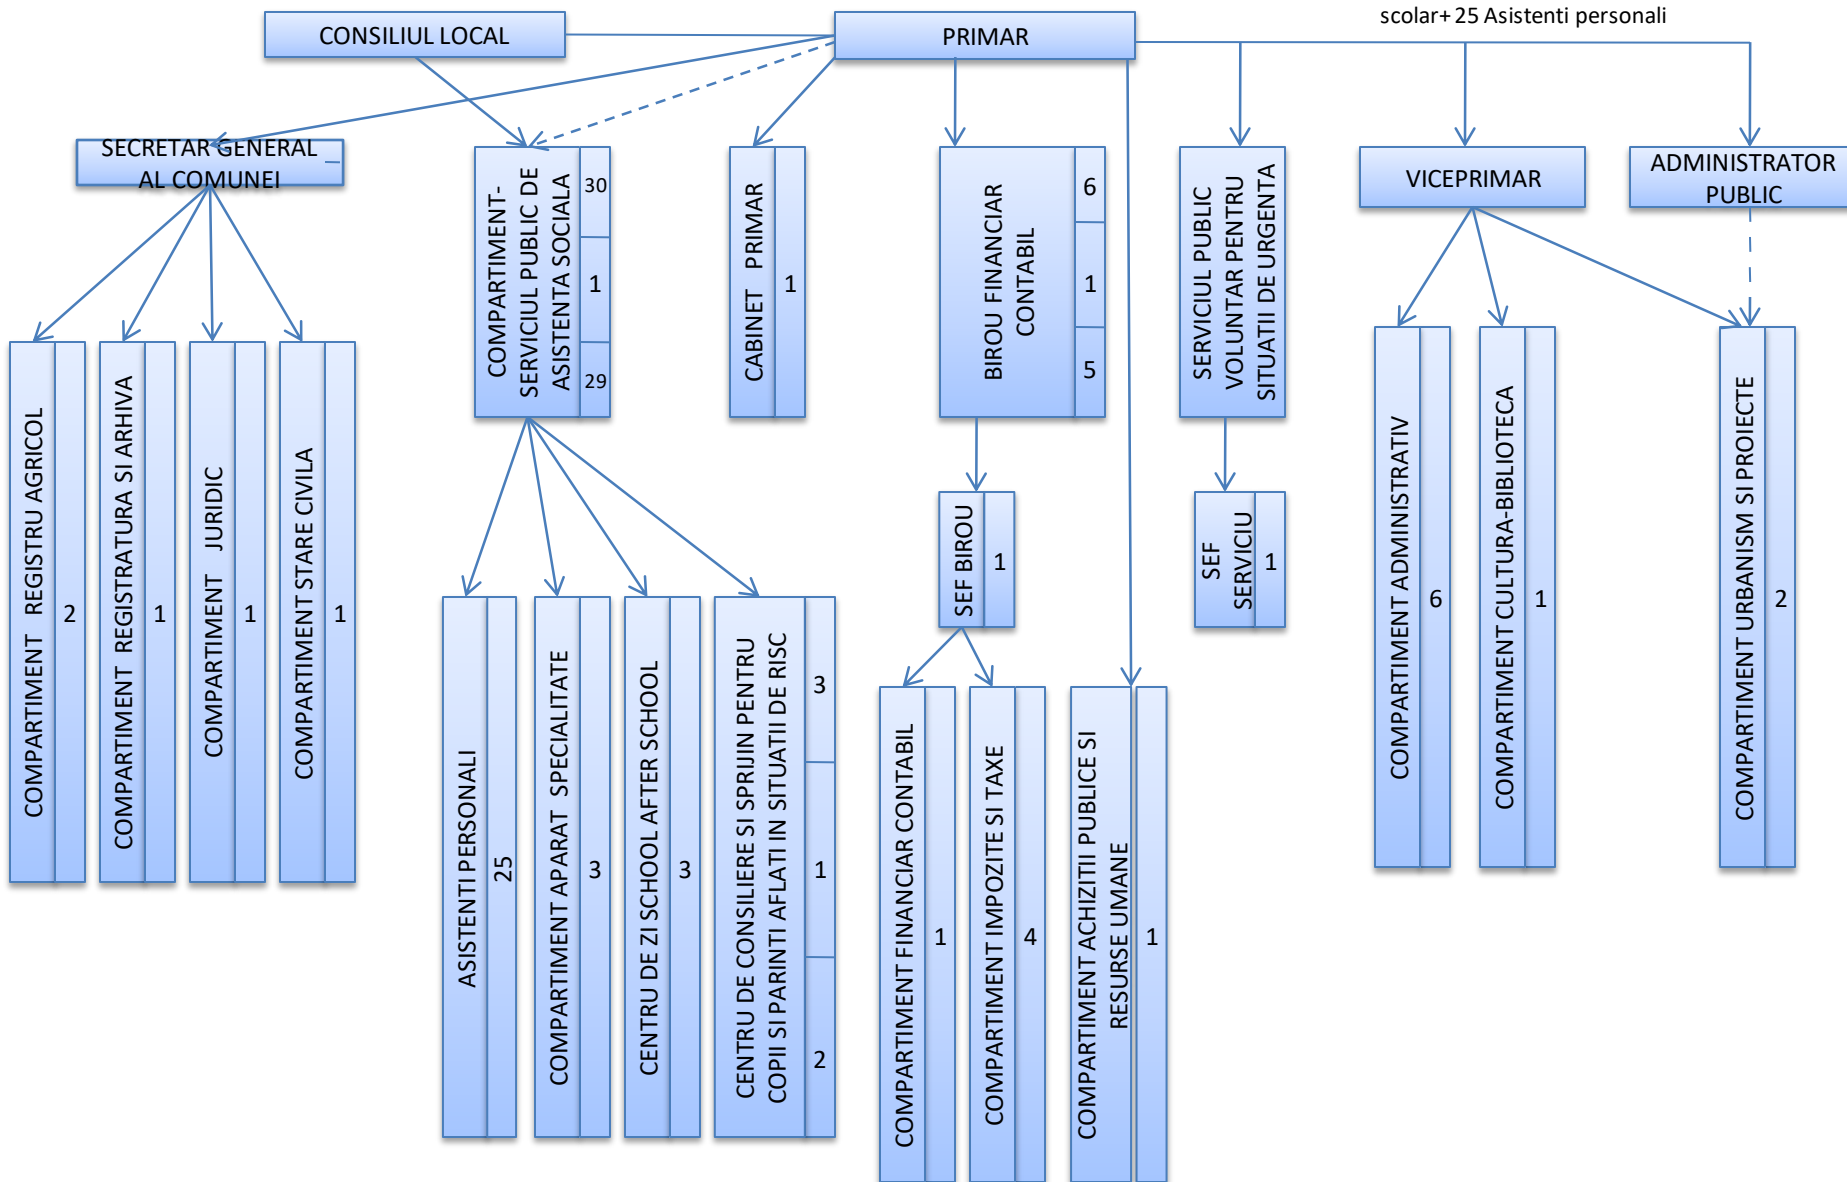 scolar+ 25 Asistenti personali
CONSILIUL LOCAL
PRIMAR
SECRETAR GENERAL
AL COMUNEI
COMPARTIMENT-
SERVICIUL PUBLIC DE
ASISTENTA SOCIALA
30
1
29
CABINET PRIMAR
1
BIROU FINANCIAR
CONTABIL
6
1
5
SERVICIUL PUBLIC
VOLUNTAR PENTRU
SITUATII DE URGENTA
VICEPRIMAR
ADMINISTRATOR
PUBLIC
COMPARTIMENT REGISTRU AGRICOL
2
COMPARTIMENT REGISTRATURA SI ARHIVA
1
COMPARTIMENT JURIDIC
1
COMPARTIMENT STARE CIVILA
1
SEF BIROU
1
SEF
SERVICIU
1
COMPARTIMENT ADMINISTRATIV
6
COMPARTIMENT CULTURA-BIBLIOTECA
1
COMPARTIMENT URBANISM SI PROIECTE
2
ASISTENTI PERSONALI
25
COMPARTIMENT APARAT SPECIALITATE
3
CENTRU DE ZI SCHOOL AFTER SCHOOL
3
CENTRU DE CONSILIERE SI SPRIJIN PENTRU
COPII SI PARINTI AFLATI IN SITUATII DE RISC
3
1
2
COMPARTIMENT FINANCIAR CONTABIL
1
COMPARTIMENT IMPOZITE SI TAXE
4
COMPARTIMENT ACHIZITII PUBLICE SI
RESURSE UMANE
1